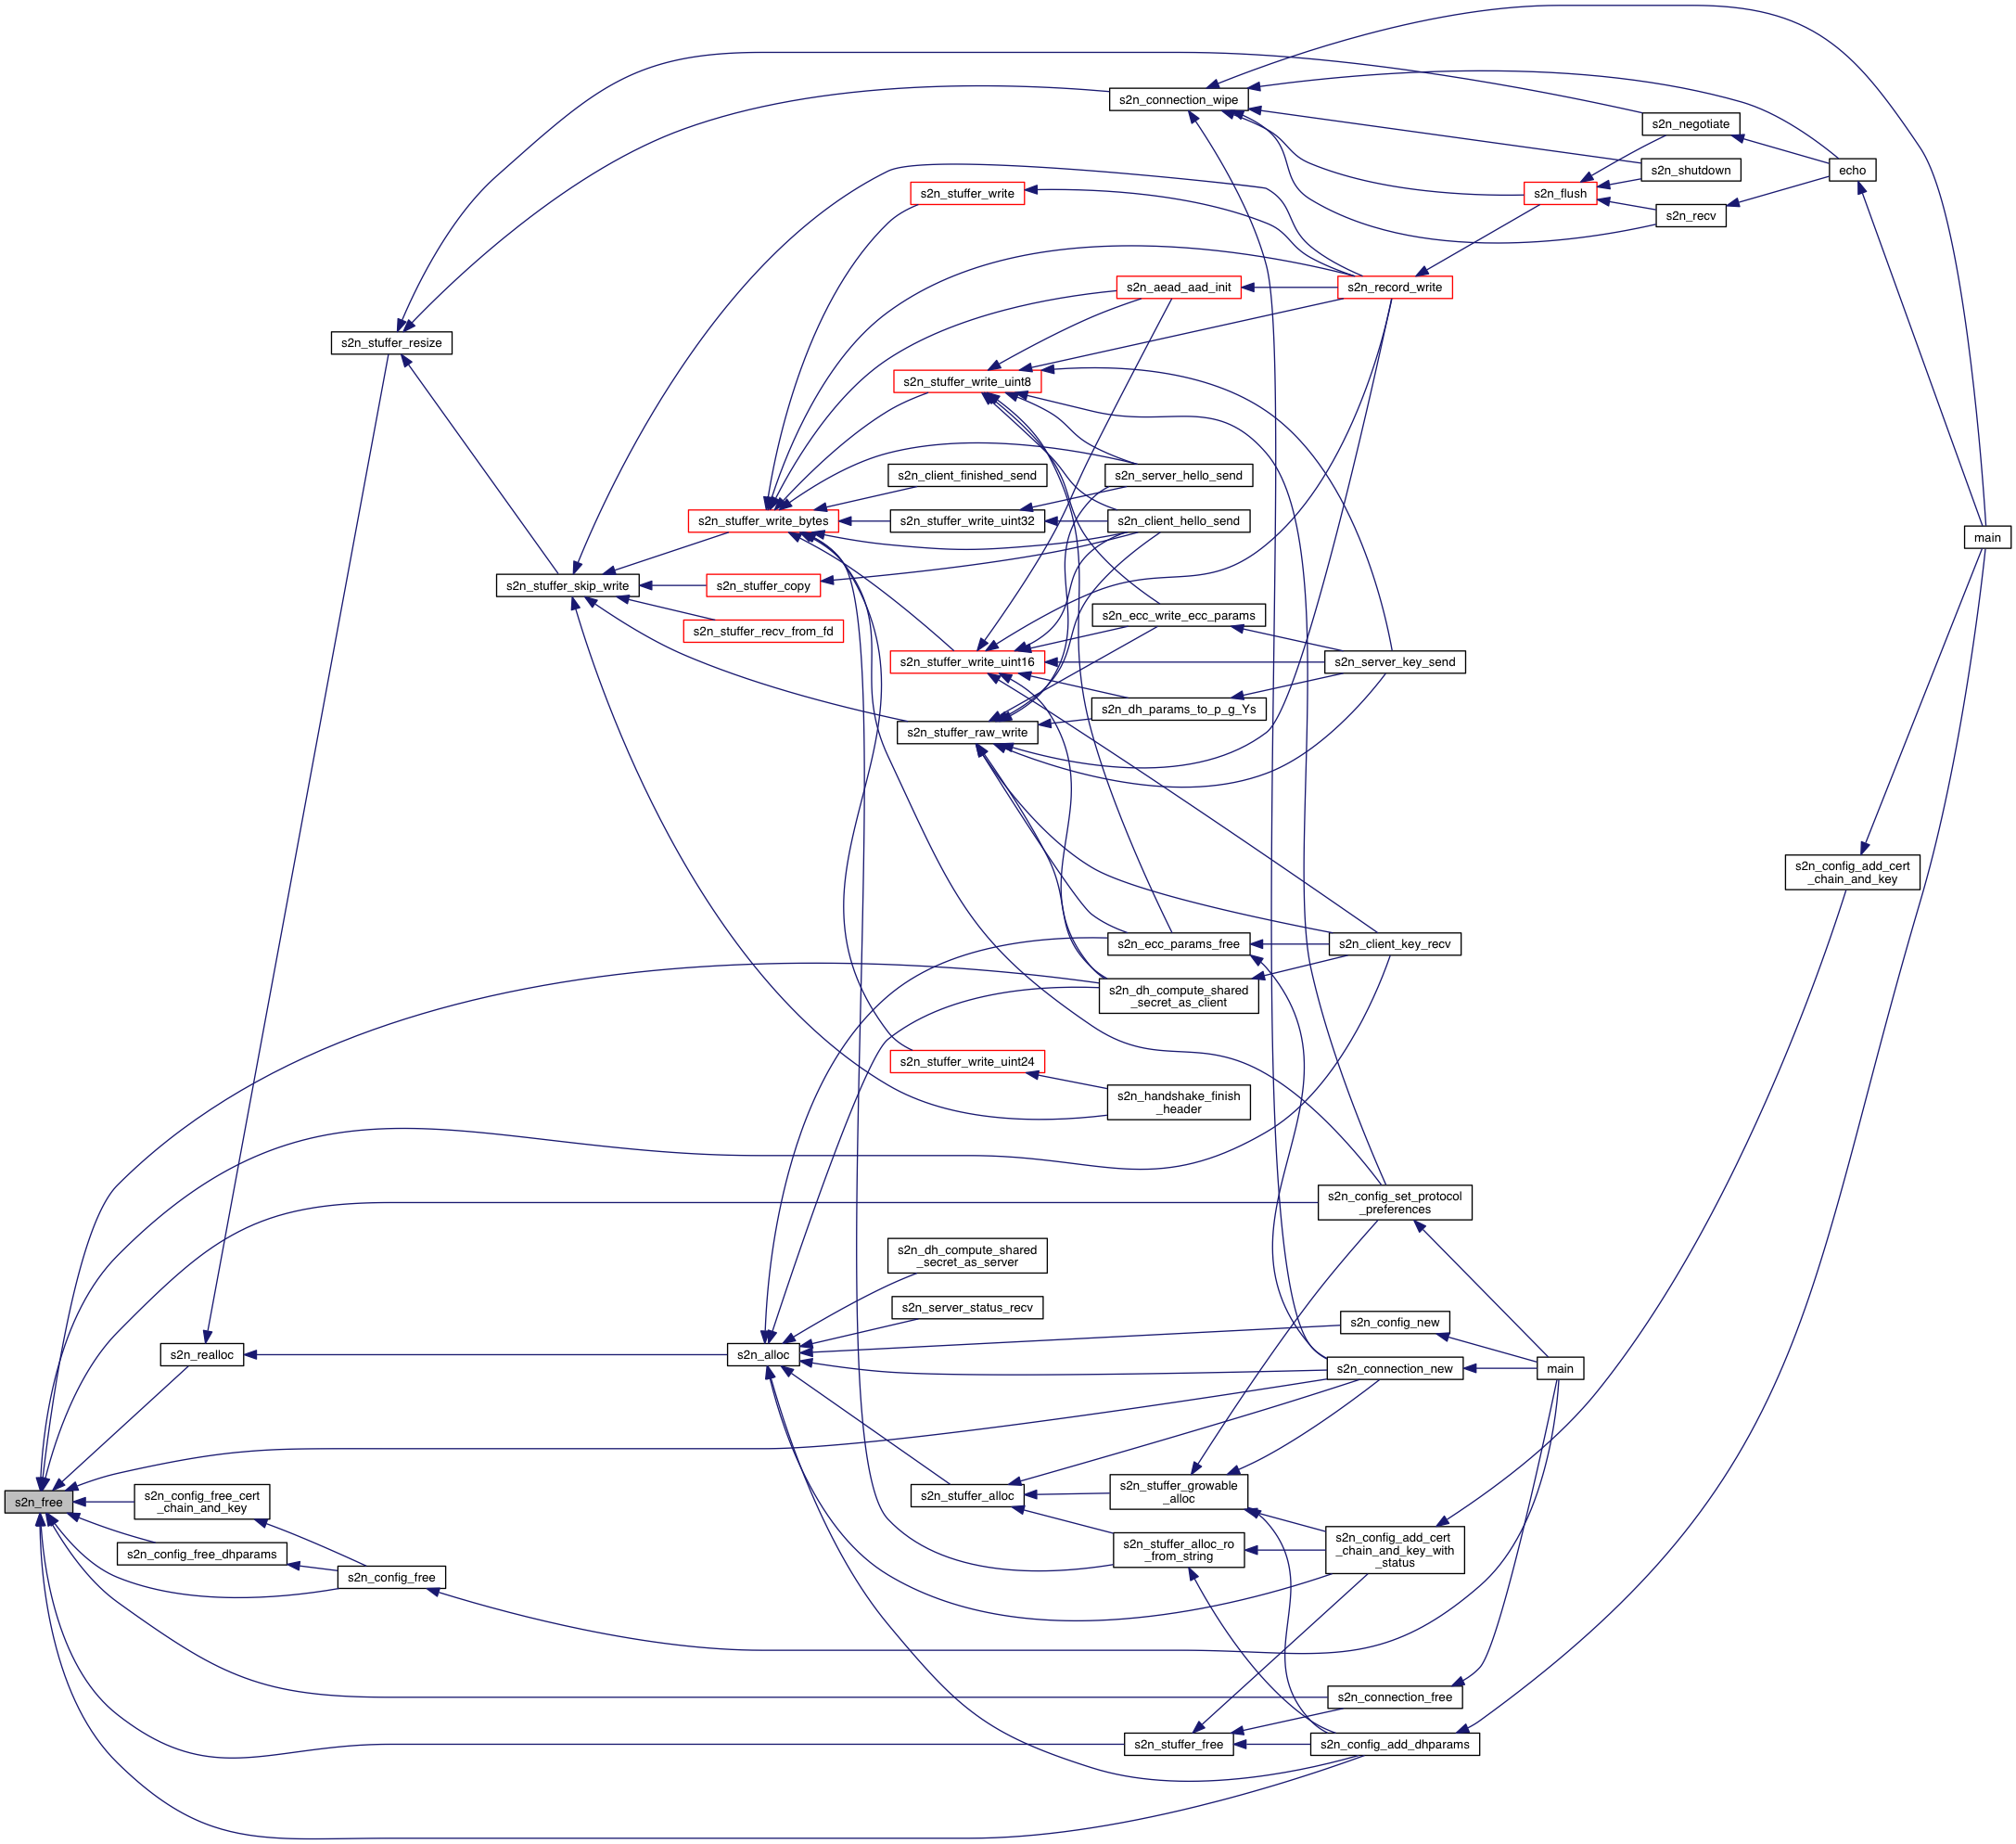 s2n_connection_wipe
s2n_negotiate
s2n_shutdown
echo
s2n_stuffer_write
s2n_flush
s2n_recv
s2n_aead_aad_init
s2n_record_write
s2n_stuffer_resize
s2n_stuffer_write_uint8
s2n_client_finished_send
s2n_server_hello_send
s2n_stuffer_write_bytes
s2n_stuffer_write_uint32
s2n_client_hello_send
main
s2n_stuffer_skip_write
s2n_stuffer_copy
s2n_stuffer_recv_from_fd
s2n_ecc_write_ecc_params
s2n_stuffer_write_uint16
s2n_server_key_send
s2n_dh_params_to_p_g_Ys
s2n_stuffer_raw_write
s2n_config_add_cert
_chain_and_key
s2n_ecc_params_free
s2n_client_key_recv
s2n_dh_compute_shared
_secret_as_client
s2n_stuffer_write_uint24
s2n_handshake_finish
_header
s2n_config_set_protocol
_preferences
s2n_dh_compute_shared
_secret_as_server
s2n_server_status_recv
s2n_config_new
s2n_realloc
s2n_alloc
s2n_connection_new
main
s2n_free
s2n_config_free_cert
_chain_and_key
s2n_stuffer_alloc
s2n_stuffer_growable
_alloc
s2n_config_free_dhparams
s2n_config_free
s2n_stuffer_alloc_ro
_from_string
s2n_config_add_cert
_chain_and_key_with
_status
s2n_connection_free
s2n_stuffer_free
s2n_config_add_dhparams